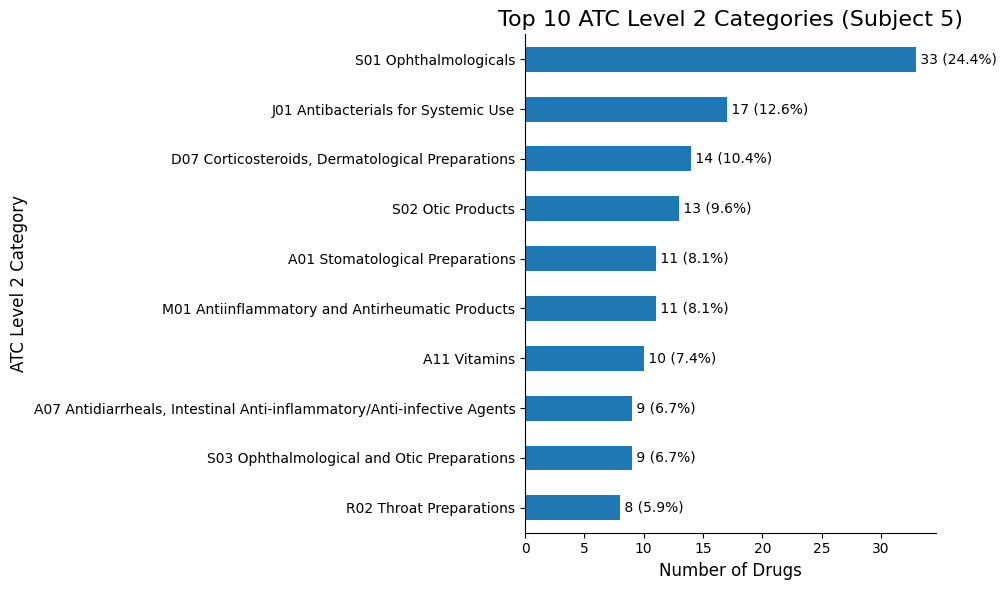 Top 10 ATC Level 2 Categories (Subject 5)
S01 Ophthalmologicals 33 (24.4%)
J01 Antibacterials for Systemic Use 17 (12.6%)
D07 Corticosteroids, Dermatological Preparations 14 (10.4%)
S02 Otic Products 13 (9.6%)
A01 Stomatological Preparations 11 (8.1%)
M01 Antiinflammatory and Antirheumatic Products 11 (8.1%)
A11 Vitamins 10 (7.4%)
A07 Antidiarrheals, Intestinal Anti-inflammatory/Anti-infective Agents 9 (6.7%)
S03 Ophthalmological and Otic Preparations 9 (6.7%)
R02 Throat Preparations 8 (5.9%)
ATC Level 2 Category
0 5 10 15 20 25 30
Number of Drugs